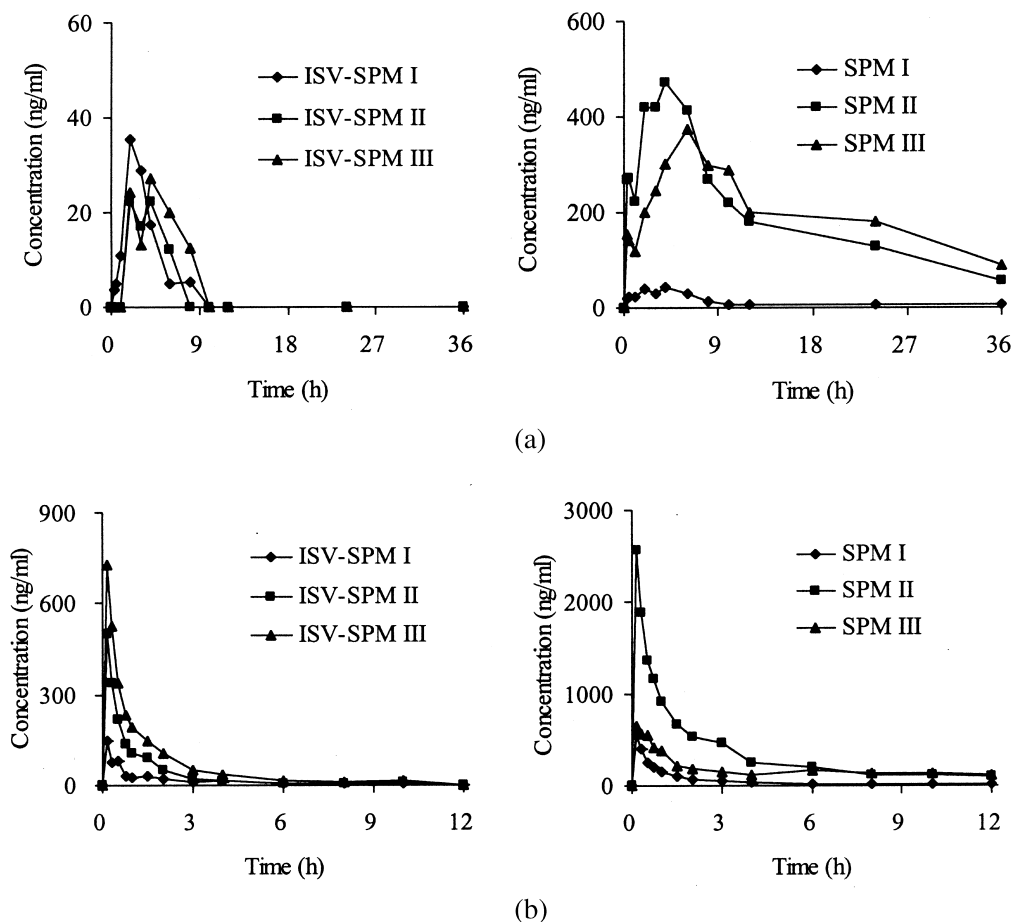 60
40
20
0
0
9
18
27
36
Concentration (ng/ml)
Time (h)
ISV-SPM I
ISV-SPM II
ISV-SPM III
600
400
200
0
0
9
18
27
36
Concentration (ng/ml)
Time (h)
SPM I
SPM II
SPM III
(a)
900
600
300
0
0
3
6
9
12
Concentration (ng/ml)
Time (h)
ISV-SPM I
ISV-SPM II
ISV-SPM III
3000
2000
1000
0
0
3
6
9
12
Concentration (ng/ml)
Time (h)
SPM I
SPM II
SPM III
(b)